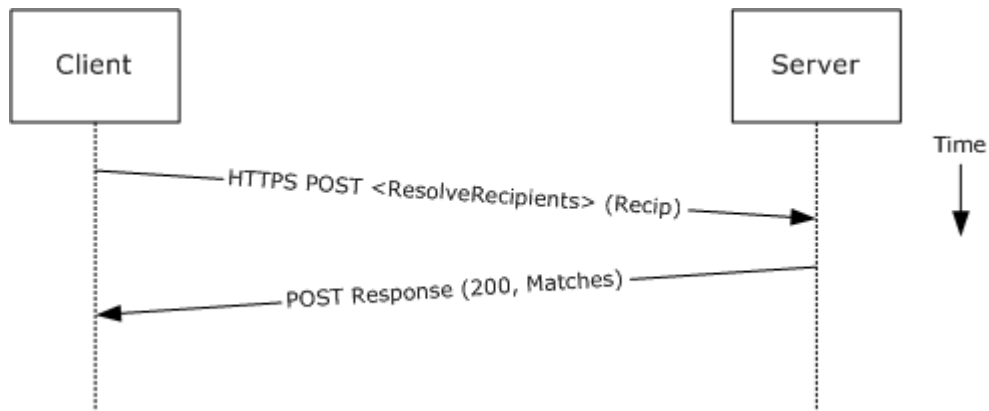 Client
Server
Time
HTTPS POST <ResolveRecipients> (Recip)
POST Response (200, Matches)